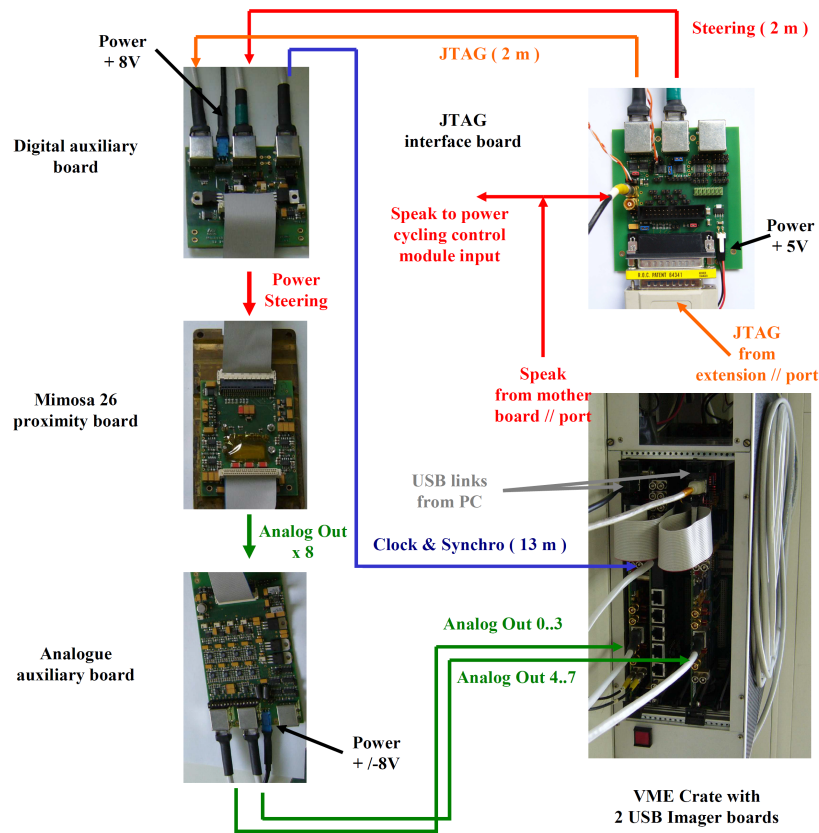 Steering ( 2 m )
Power
+ 8V
JTAG ( 2 m )
Digital auxiliary
board
JTAG
interface board
Speak to power
cycling control
module input
Power
+ 5V
R.O.C. PATENT 84341
Power
Steering
JTAG
from
extension // port
Speak
from mother
board // port
Mimosa 26
proximity board
USB links
from PC
Analog Out
x 8
Clock & Synchro ( 13 m )
Analog Out 0..3
Analogue
auxiliary board
Analog Out 4..7
Power
+ /-8V
VME Crate with
2 USB Imager boards